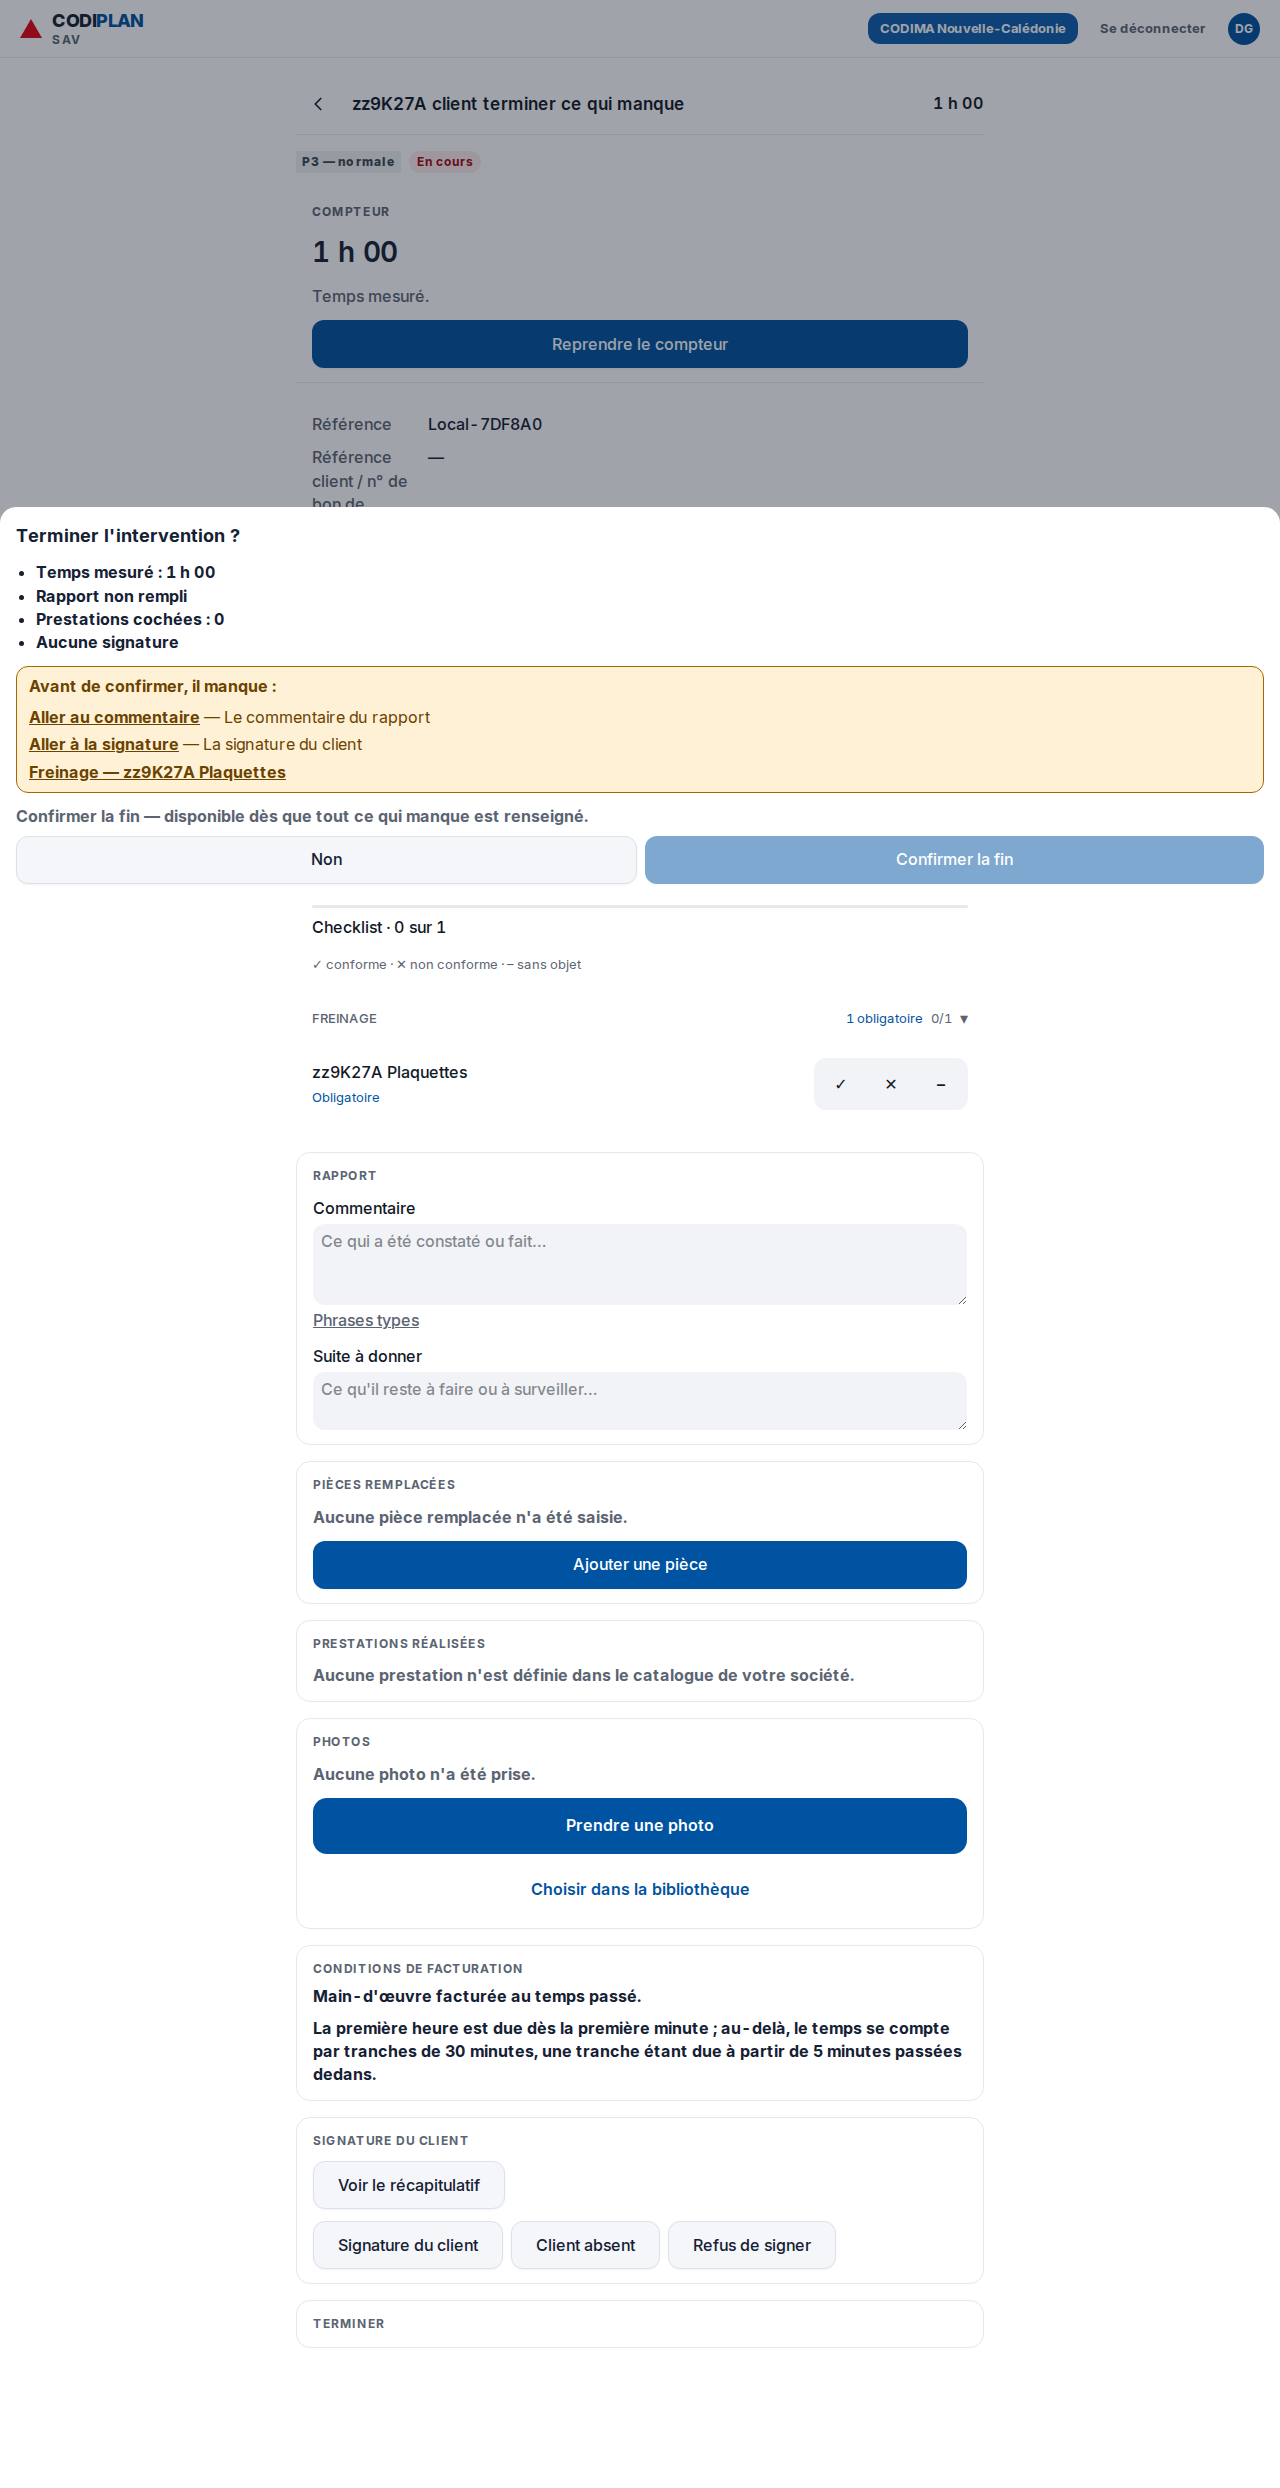 CODIPLAN
SAV
CODIMA Nouvelle-Calédonie
Se déconnecter
DG
zz9K27A client terminer ce qui manque
1 h 00
P3 — normale
En cours
COMPTEUR
1 h 00
Temps mesuré.
Reprendre le compteur
Référence
Local-7DF8A0
Référence
client / n° de
bon de
—
Terminer l'intervention ?
• Temps mesuré : 1 h 00
• Rapport non rempli
• Prestations cochées : 0
• Aucune signature
Avant de confirmer, il manque :
Aller au commentaire — Le commentaire du rapport
Aller à la signature — La signature du client
Freinage — zz9K27A Plaquettes
Confirmer la fin — disponible dès que tout ce qui manque est renseigné.
Non
Confirmer la fin
Checklist · 0 sur 1
✓ conforme · ✕ non conforme · – sans objet
FREINAGE
1 obligatoire 0/1 ▾
zz9K27A Plaquettes
Obligatoire
✓ ✕ –
RAPPORT
Commentaire
Ce qui a été constaté ou fait…
Phrases types
Suite à donner
Ce qu'il reste à faire ou à surveiller…
PIÈCES REMPLACÉES
Aucune pièce remplacée n'a été saisie.
Ajouter une pièce
PRESTATIONS RÉALISÉES
Aucune prestation n'est définie dans le catalogue de votre société.
PHOTOS
Aucune photo n'a été prise.
Prendre une photo
Choisir dans la bibliothèque
CONDITIONS DE FACTURATION
Main-d'œuvre facturée au temps passé.
La première heure est due dès la première minute ; au-delà, le temps se compte
par tranches de 30 minutes, une tranche étant due à partir de 5 minutes passées
dedans.
SIGNATURE DU CLIENT
Voir le récapitulatif
Signature du client
Client absent
Refus de signer
TERMINER